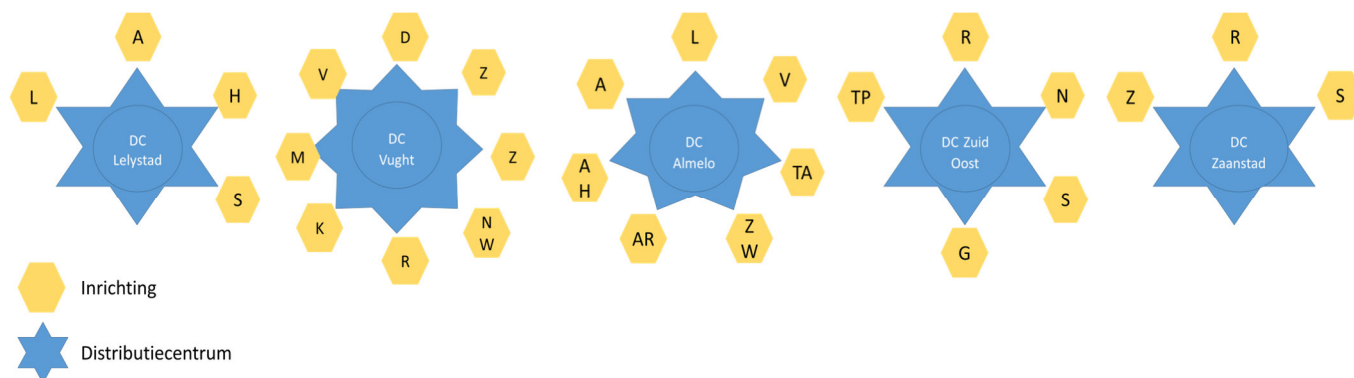 A
L
H
DC
Lelystad
S
D
V
Z
DC
Vught
M
Z
K
N
W
R
L
A
V
DC
Almelo
A
H
TA
AR
Z
W
R
TP
N
DC Zuid
Oost
S
G
R
Z
S
DC
Zaanstad
Inrichting
Distributiecentrum